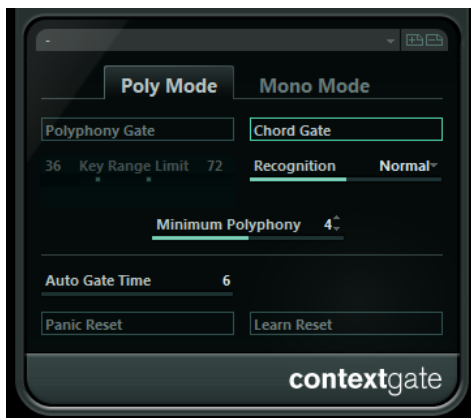 -
Poly Mode Mono Mode
Polyphony Gate Chord Gate
36 Key Range Limit 72 Recognition Normal
Minimum Polyphony 4
Auto Gate Time 6
Panic Reset Learn Reset
contextgate